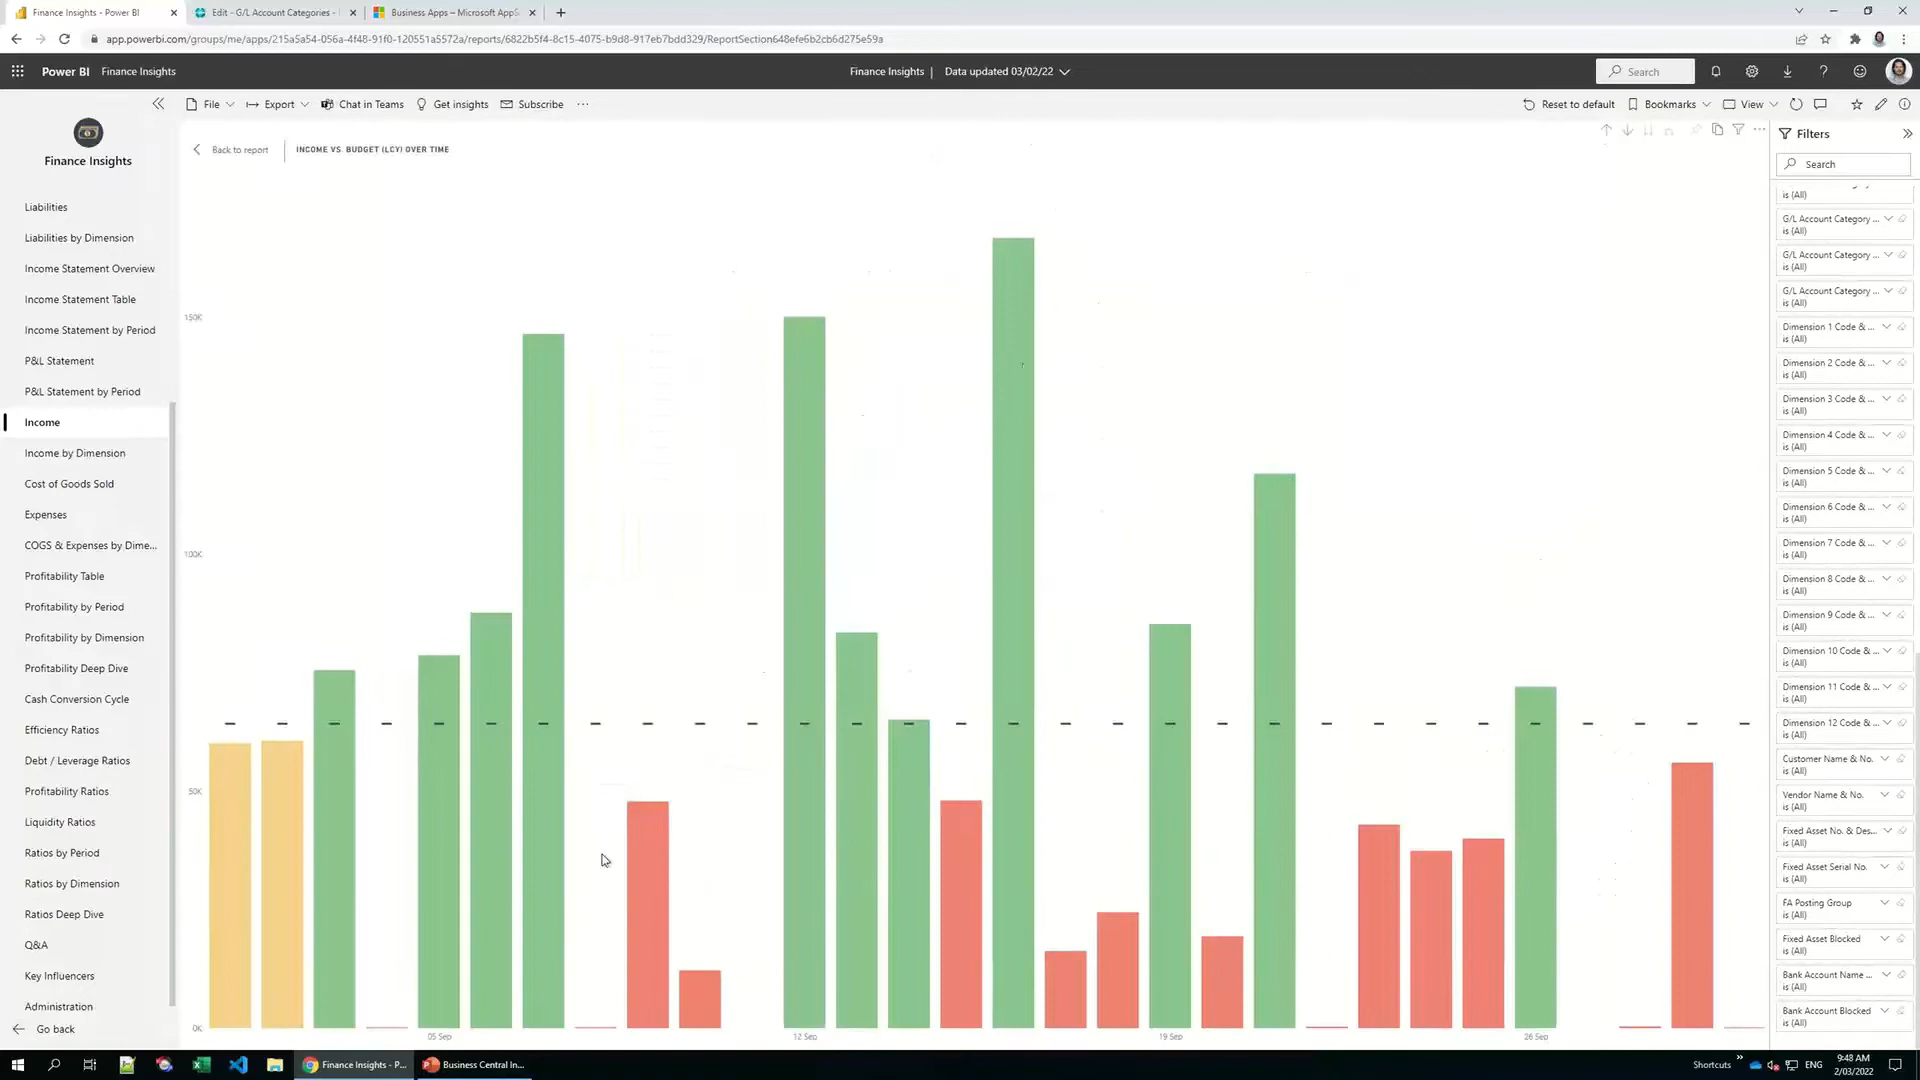 Finance Insights - Power BI
Edit - G/L Account Categories -
Business Apps – Microsoft AppS
app.powerbi.com/groups/me/apps/215a5a54-056a-4f48-91f0-120551a5572a/reports/6822b5f4-8c15-4075-b9d8-917eb7bdd329/ReportSection648efe6b2cb6d275e59a
Power BI Finance Insights
Finance Insights | Data updated 03/02/22
Search
File Export Chat in Teams Get insights Subscribe ...
Reset to default Bookmarks View
Finance Insights
Liabilities
Liabilities by Dimension
Income Statement Overview
Income Statement Table
Income Statement by Period
P&L Statement
P&L Statement by Period
Income
Income by Dimension
Cost of Goods Sold
Expenses
COGS & Expenses by Dime...
Profitability Table
Profitability by Period
Profitability by Dimension
Profitability Deep Dive
Cash Conversion Cycle
Efficiency Ratios
Debt / Leverage Ratios
Profitability Ratios
Liquidity Ratios
Ratios by Period
Ratios by Dimension
Ratios Deep Dive
Q&A
Key Influencers
Administration
Go back
Back to report
INCOME VS. BUDGET (LCY) OVER TIME
150K
100K
50K
0K
05 Sep
12 Sep
19 Sep
26 Sep
Filters
Search
is (All)
G/L Account Category ...
is (All)
G/L Account Category ...
is (All)
G/L Account Category ...
is (All)
Dimension 1 Code & ...
is (All)
Dimension 2 Code & ...
is (All)
Dimension 3 Code & ...
is (All)
Dimension 4 Code & ...
is (All)
Dimension 5 Code & ...
is (All)
Dimension 6 Code & ...
is (All)
Dimension 7 Code & ...
is (All)
Dimension 8 Code & ...
is (All)
Dimension 9 Code & ...
is (All)
Dimension 10 Code & ...
is (All)
Dimension 11 Code & ...
is (All)
Dimension 12 Code & ...
is (All)
Customer Name & No.
is (All)
Vendor Name & No.
is (All)
Fixed Asset No. & Des...
is (All)
Fixed Asset Serial No.
is (All)
FA Posting Group
is (All)
Fixed Asset Blocked
is (All)
Bank Account Name ...
is (All)
Bank Account Blocked
is (All)
Finance Insights - P...
Business Central In...
Shortcuts
ENG
9:48 AM
2/03/2022